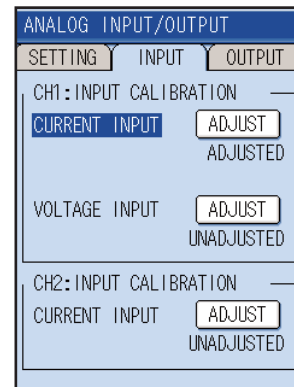 ANALOG INPUT/OUTPUT
SETTING INPUT OUTPUT
CH1:INPUT CALIBRATION
CURRENT INPUT ADJUST
ADJUSTED
VOLTAGE INPUT ADJUST
UNADJUSTED
CH2:INPUT CALIBRATION
CURRENT INPUT ADJUST
UNADJUSTED